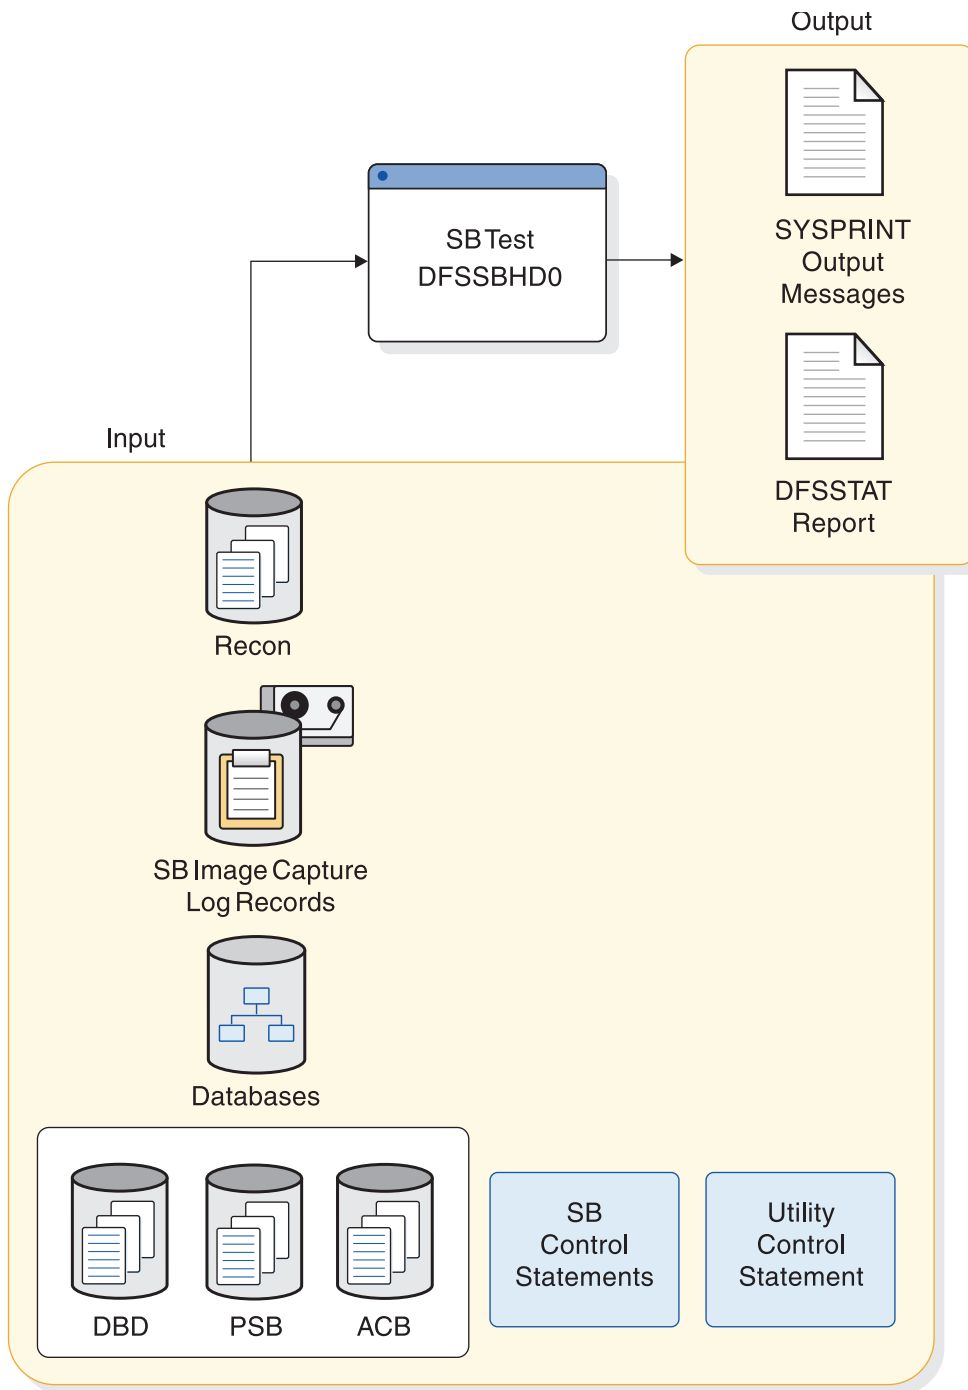 Output
SYSPRINT
Output
Messages
SB Test
DFSSBHD0
DFSSTAT
Report
Input
Recon
SB Image Capture
Log Records
Databases
DBD
PSB
ACB
SB
Control
Statements
Utility
Control
Statement